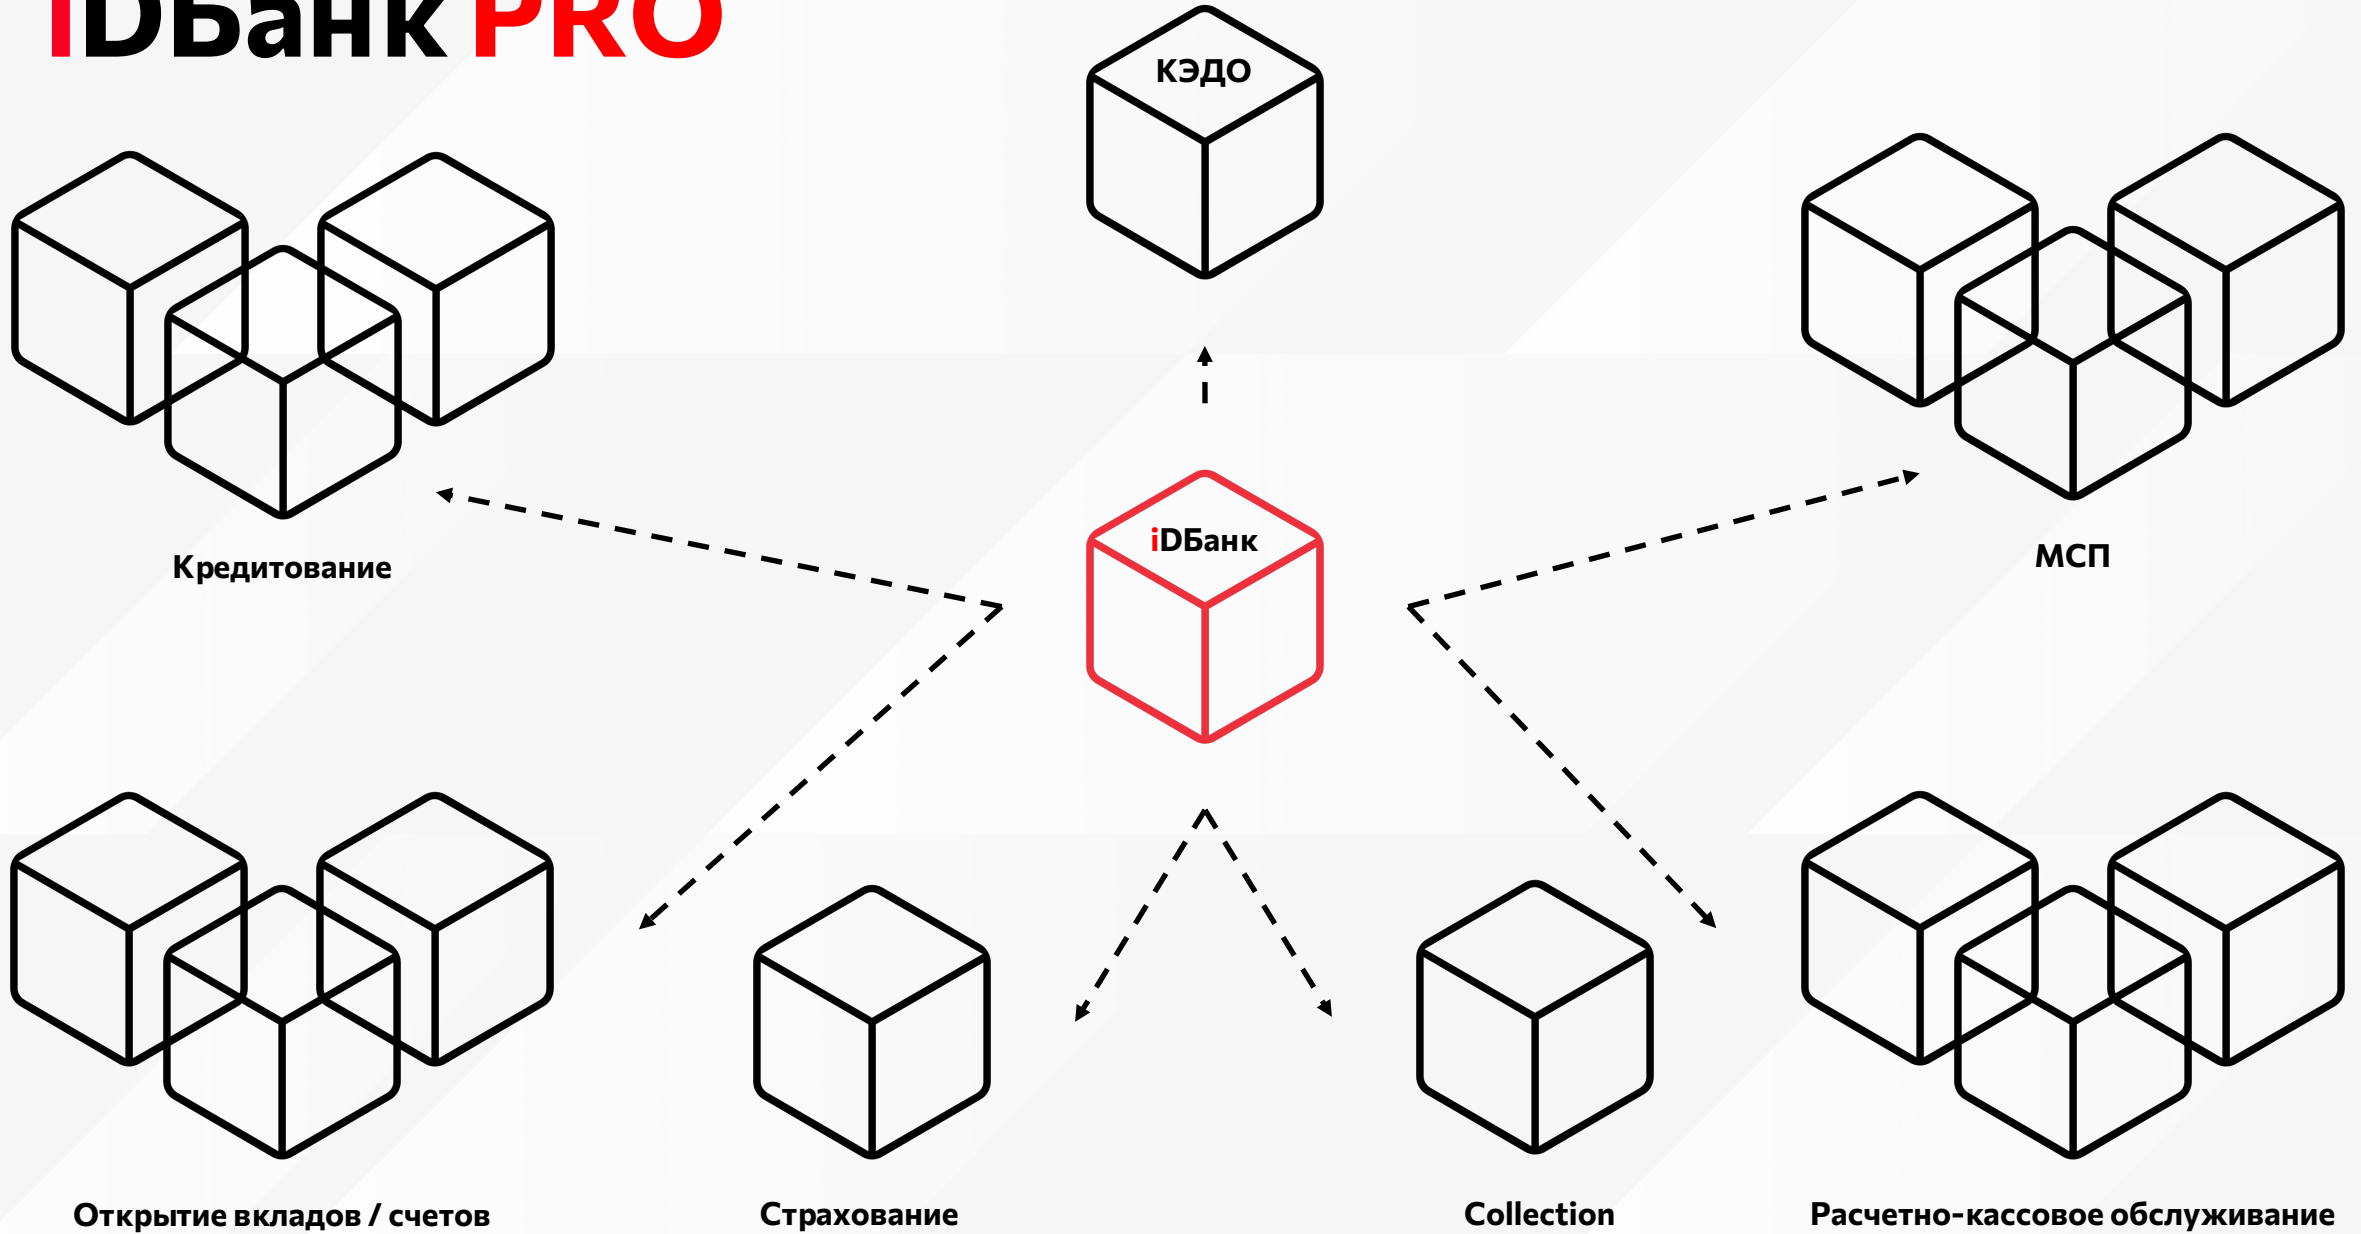 iDБанк PRO
КЭДО
iDБанк
Кредитование
МСП
Открытие вкладов / счетов
Страхование
Collection
Расчетно-кассовое обслуживание